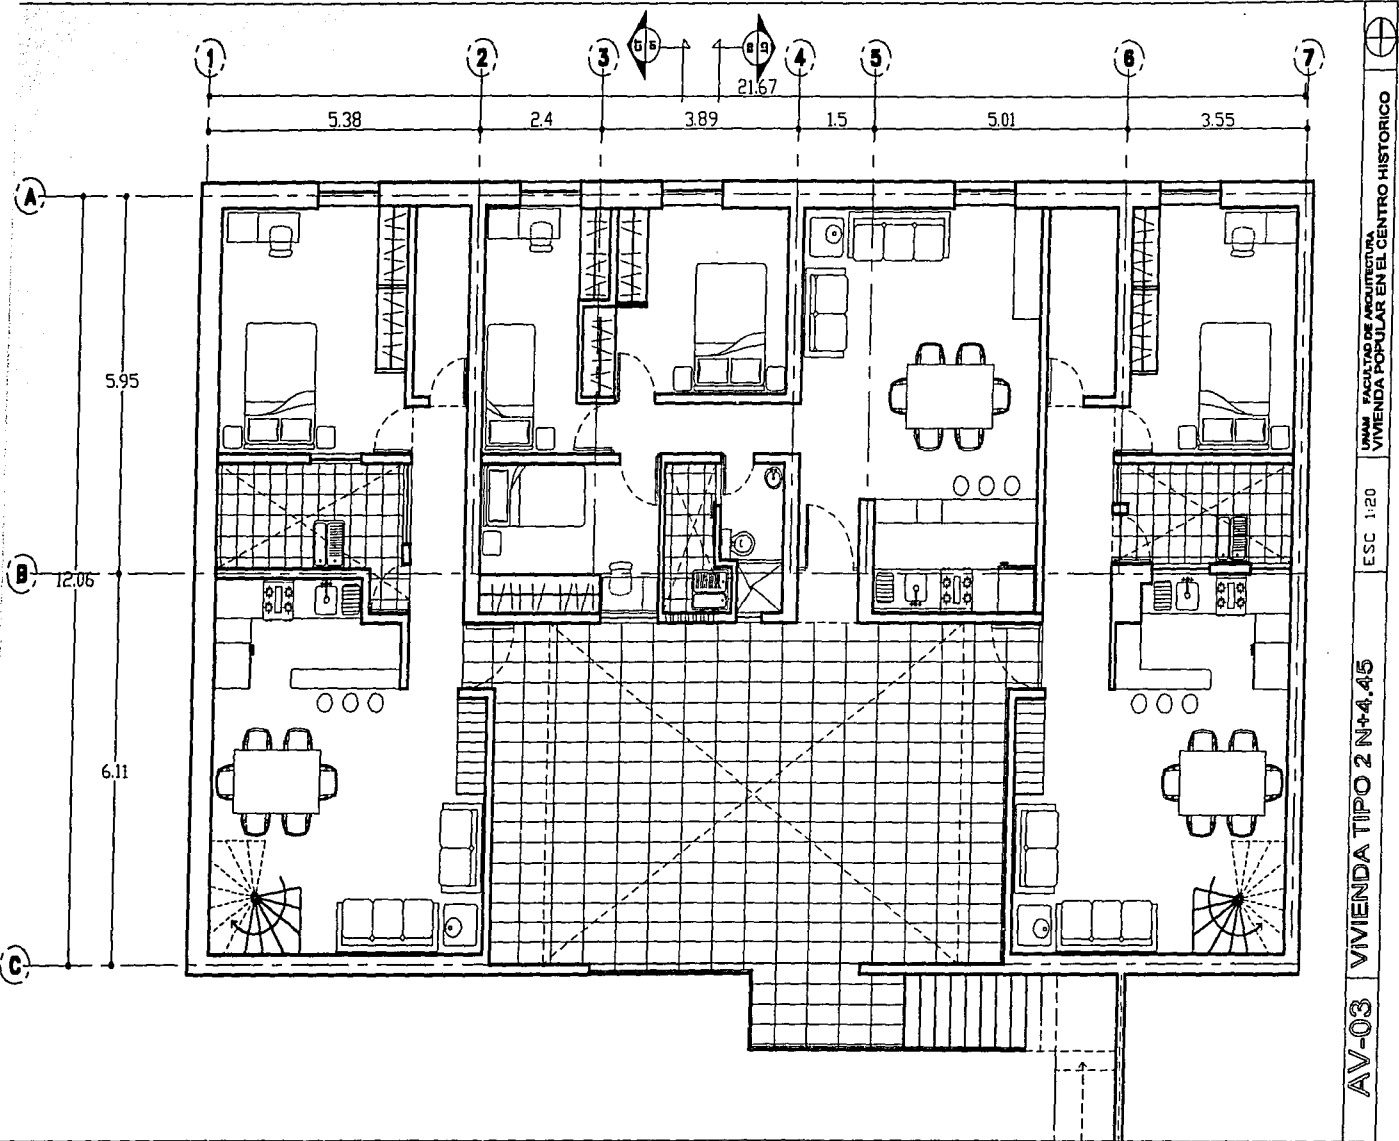 1 2 3 4 5 6 7
21.67
5.38 2.4 3.89 1.5 5.01 3.55
A
5.95
B
12.06
6.11
C
UNAM FACULTAD DE ARQUITECTURA
VIVIENDA POPULAR EN EL CENTRO HISTORICO
ESC 1:20
VIVIENDA TIPO 2 N+4.45
AV-03